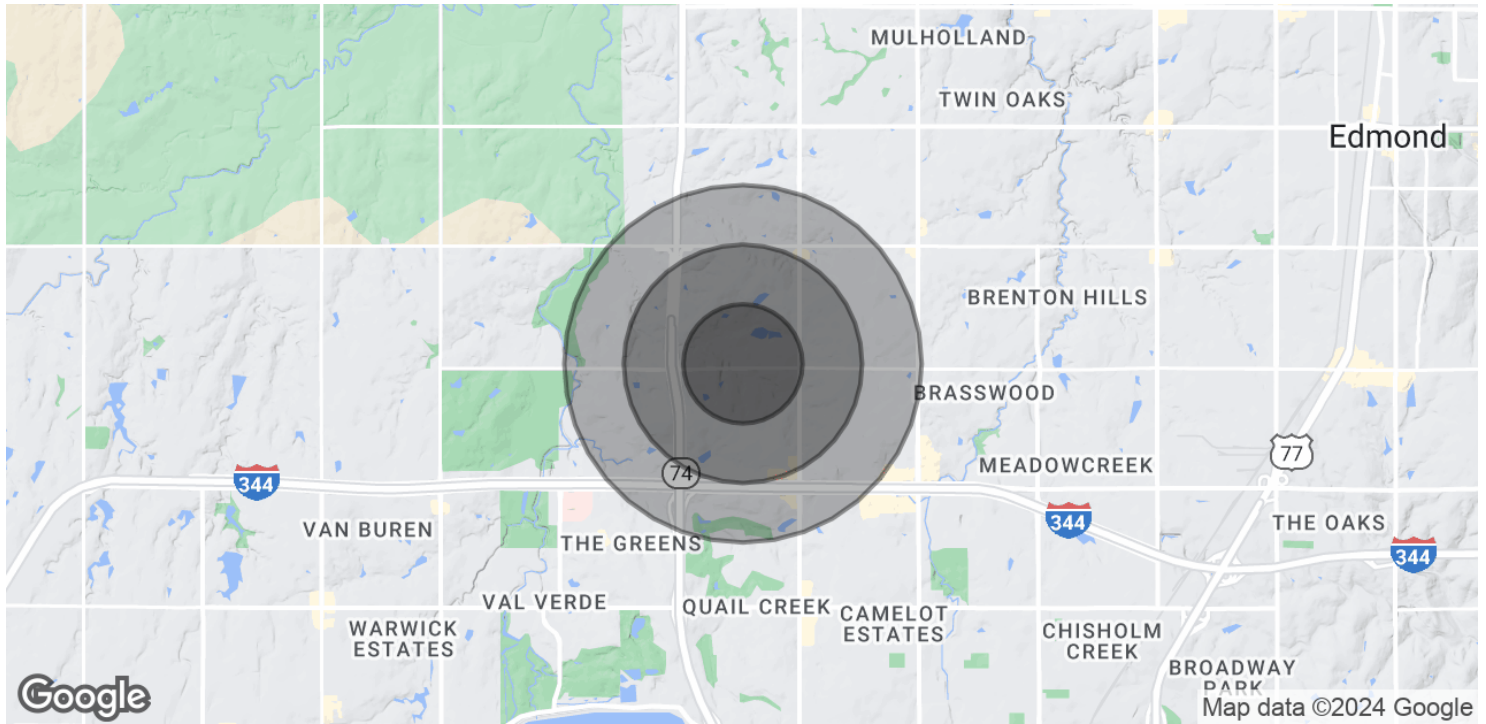 MULHOLLAND
TWIN OAKS
Edmond
BRENTON HILLS
BRASSWOOD
77
MEADOWCREEK
74
344
344
VAN BUREN
THE OAKS
THE GREENS
344
VAL VERDE
QUAIL CREEK
CAMELOT
ESTATES
WARWICK
ESTATES
CHISHOLM
CREEK
BROADWAY
PARK
Google
Map data ©2024 Google